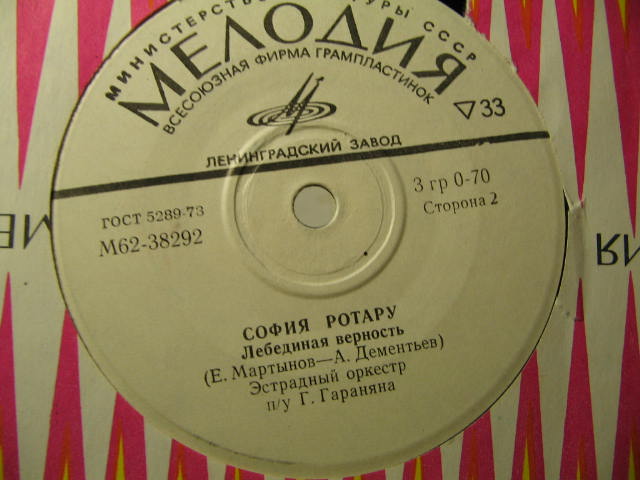 МИНИСТЕРСТВО УРЫ СССР
МЕЛОДИЯ
ВСЕСОЮЗНАЯ ФИРМА ГРАМПЛАСТИНОК
33
ЛЕНИНГРАДСКИЙ ЗАВОД
ГОСТ 5289-73
М62-38292
3 гр 0-70
Сторона 2
СОФИЯ РОТАРУ
Лебединая верность
(Е. Мартынов—А. Дементьев)
Эстрадный оркестр
п/у Г. Гараняна